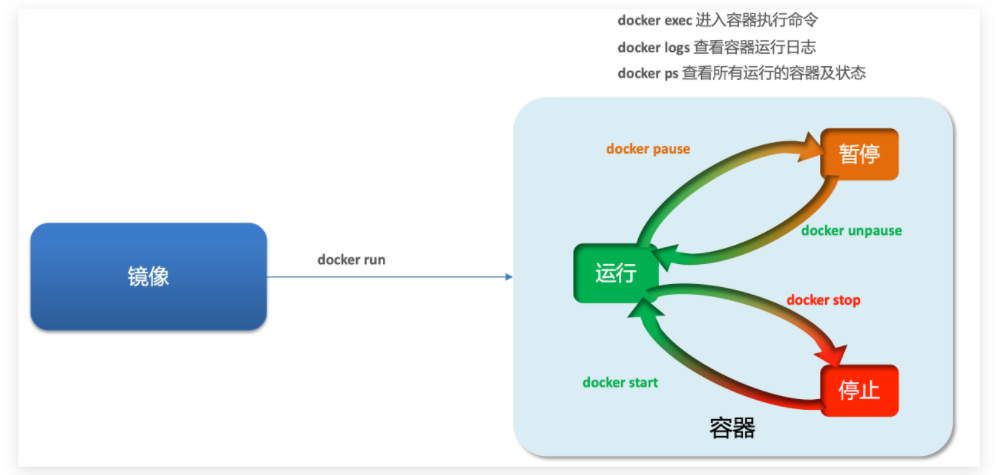 docker exec 进入容器执行命令
docker logs 查看容器运行日志
docker ps 查看所有运行的容器及状态
docker pause
暂停
docker unpause
镜像
docker run
运行
docker stop
docker start
停止
容器